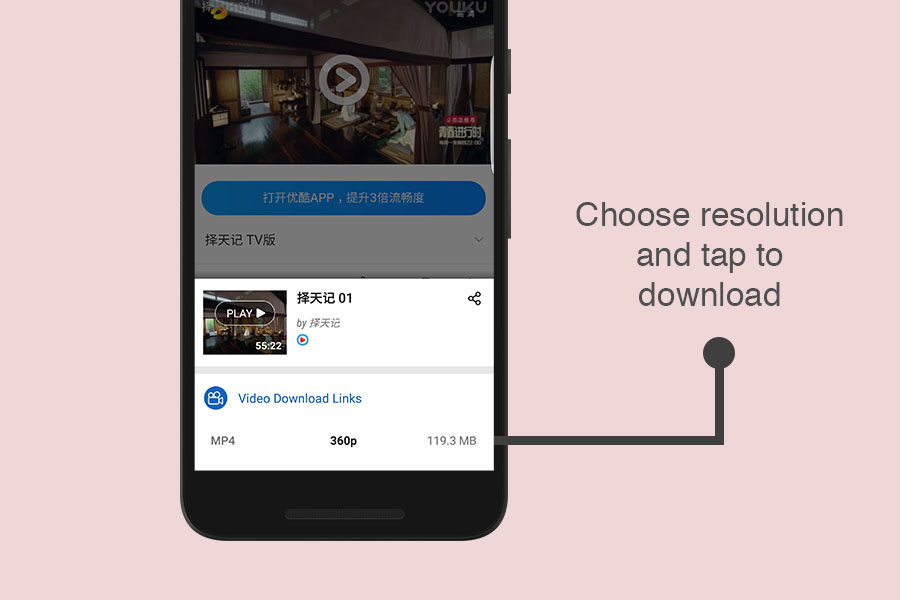 YOUKU
打开优酷APP，提升3倍流畅度
择天记 TV版
择天记 01
PLAY
by 择天记
55:22
Video Download Links
MP4 360p 119.3 MB
青春进行时
Choose resolution
and tap to
download